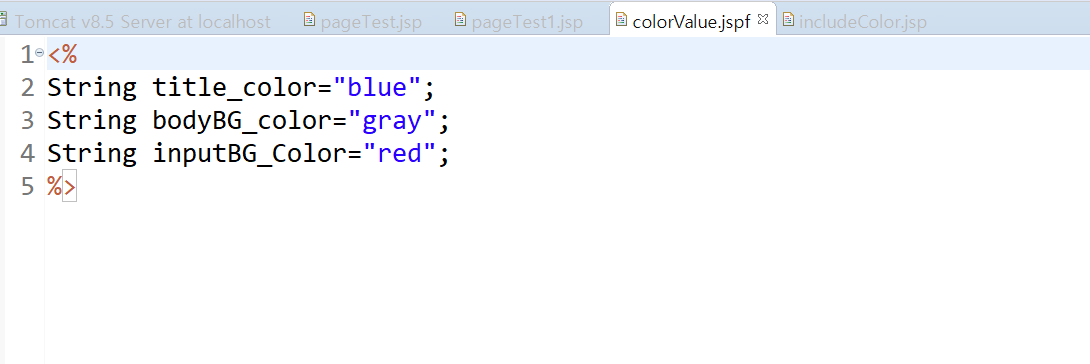 Tomcat v8.5 Server at localhost pageTest.jsp pageTest1.jsp colorValue.jspf includeColor.jsp
1 <%
2 String title_color="blue";
3 String bodyBG_color="gray";
4 String inputBG_Color="red";
5 %>